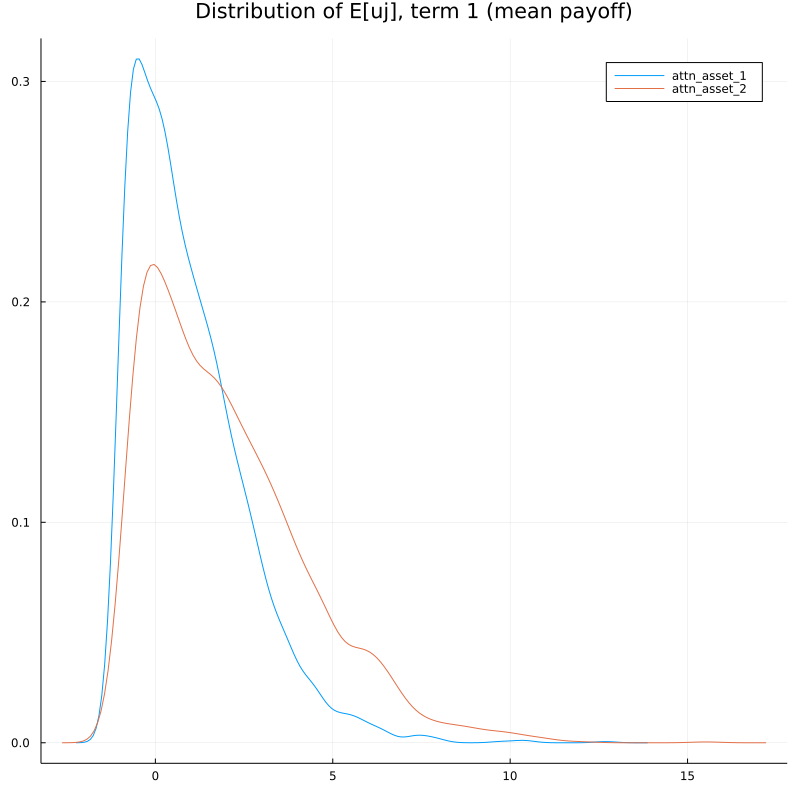 Distribution of E[uj], term 1 (mean payoff)
attn_asset_1
attn_asset_2
0.3
0.2
0.1
0.0
0
5
10
15